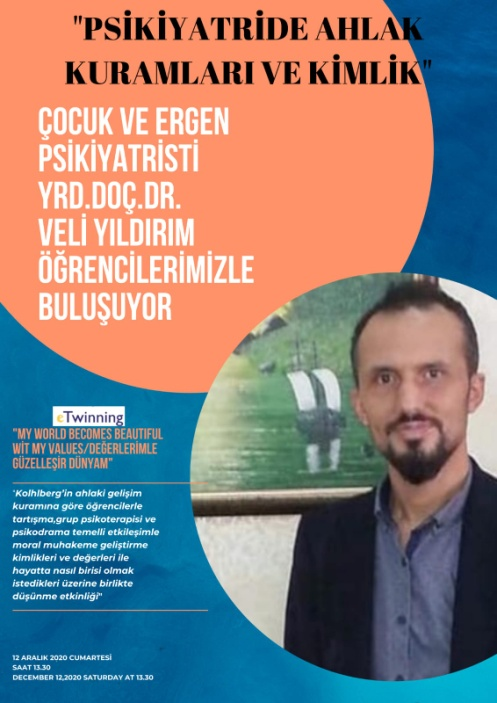 "PSİKİYATRİDE AHLAK
KURAMLARI VE KİMLİK"
ÇOCUK VE ERGEN
PSİKİYATRİSTİ
YRD.DOÇ.DR.
VELİ YILDIRIM
ÖĞRENCİLERİMİZLE
BULUŞUYOR
eTwinning
"MY WORLD BECOMES BEAUTIFUL
WIT MY VALUES/DEĞERLERIMLE
GÜZELLEŞİR DÜNYAM"
"Kolhlberg'in ahlaki gelişim
kuramına göre öğrencilerle
tartışma,grup psikoterapisi ve
psikodrama temelli etkileşimle
moral muhakeme geliştirme
kimlikleri ve değerleri ile
hayatta nasıl birisi olmak
istedikleri üzerine birlikte
düşünme etkinliği"
12 ARALIK 2020 CUMARTESİ
SAAT 13.30
DECEMBER 12,2020 SATURDAY AT 13.30